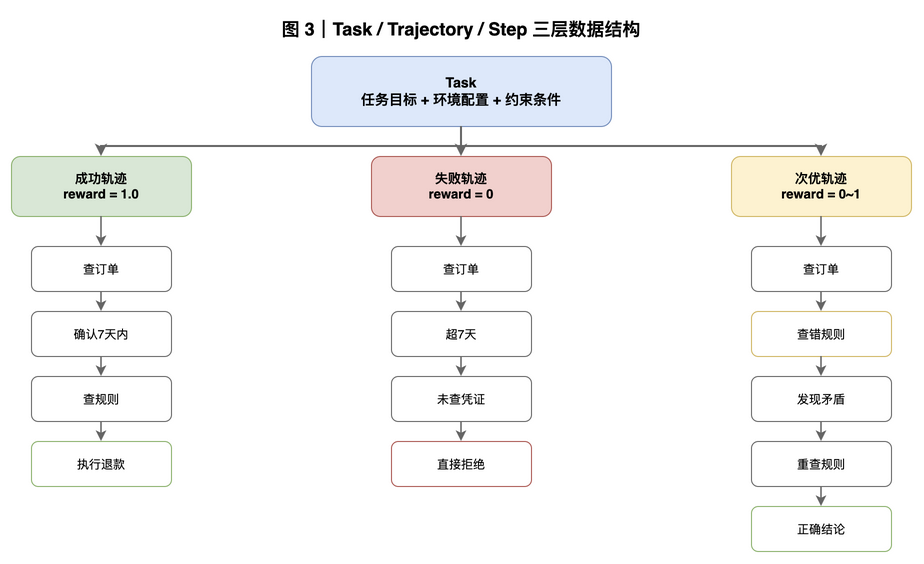 图 3｜Task / Trajectory / Step 三层数据结构
Task
任务目标 + 环境配置 + 约束条件
成功轨迹
reward = 1.0
查订单
确认7天内
查规则
执行退款
失败轨迹
reward = 0
查订单
超7天
未查凭证
直接拒绝
次优轨迹
reward = 0~1
查订单
查错规则
发现矛盾
重查规则
正确结论